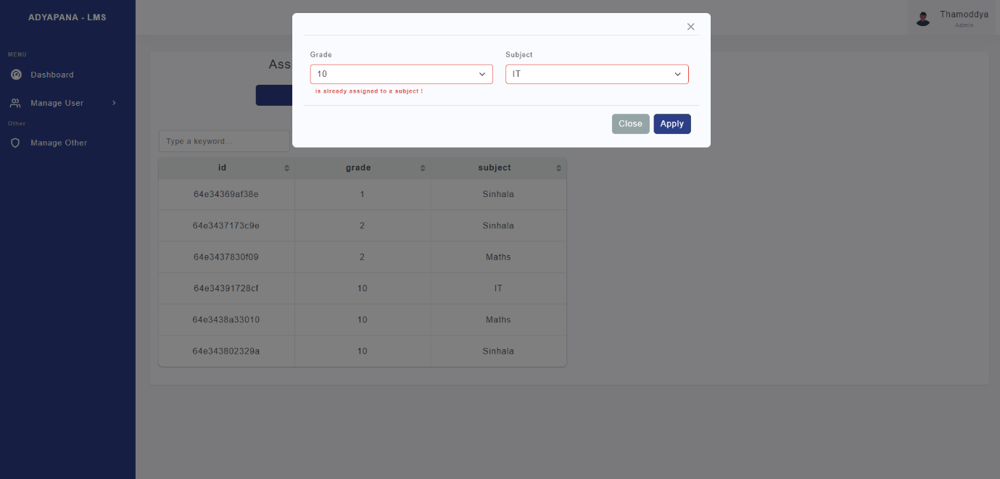 ADYAPANA - LMS
Thamoddya
Admin
MENU
Dashboard
Manage User
Other
Manage Other
Grade
Subject
10
IT
is already assigned to a subject !
Close
Apply
Ass
Type a keyword...
id grade subject
64e34369af38e 1 Sinhala
64e3437173c9e 2 Sinhala
64e3437830f09 2 Maths
64e34391728cf 10 IT
64e3438a33010 10 Maths
64e343802329a 10 Sinhala